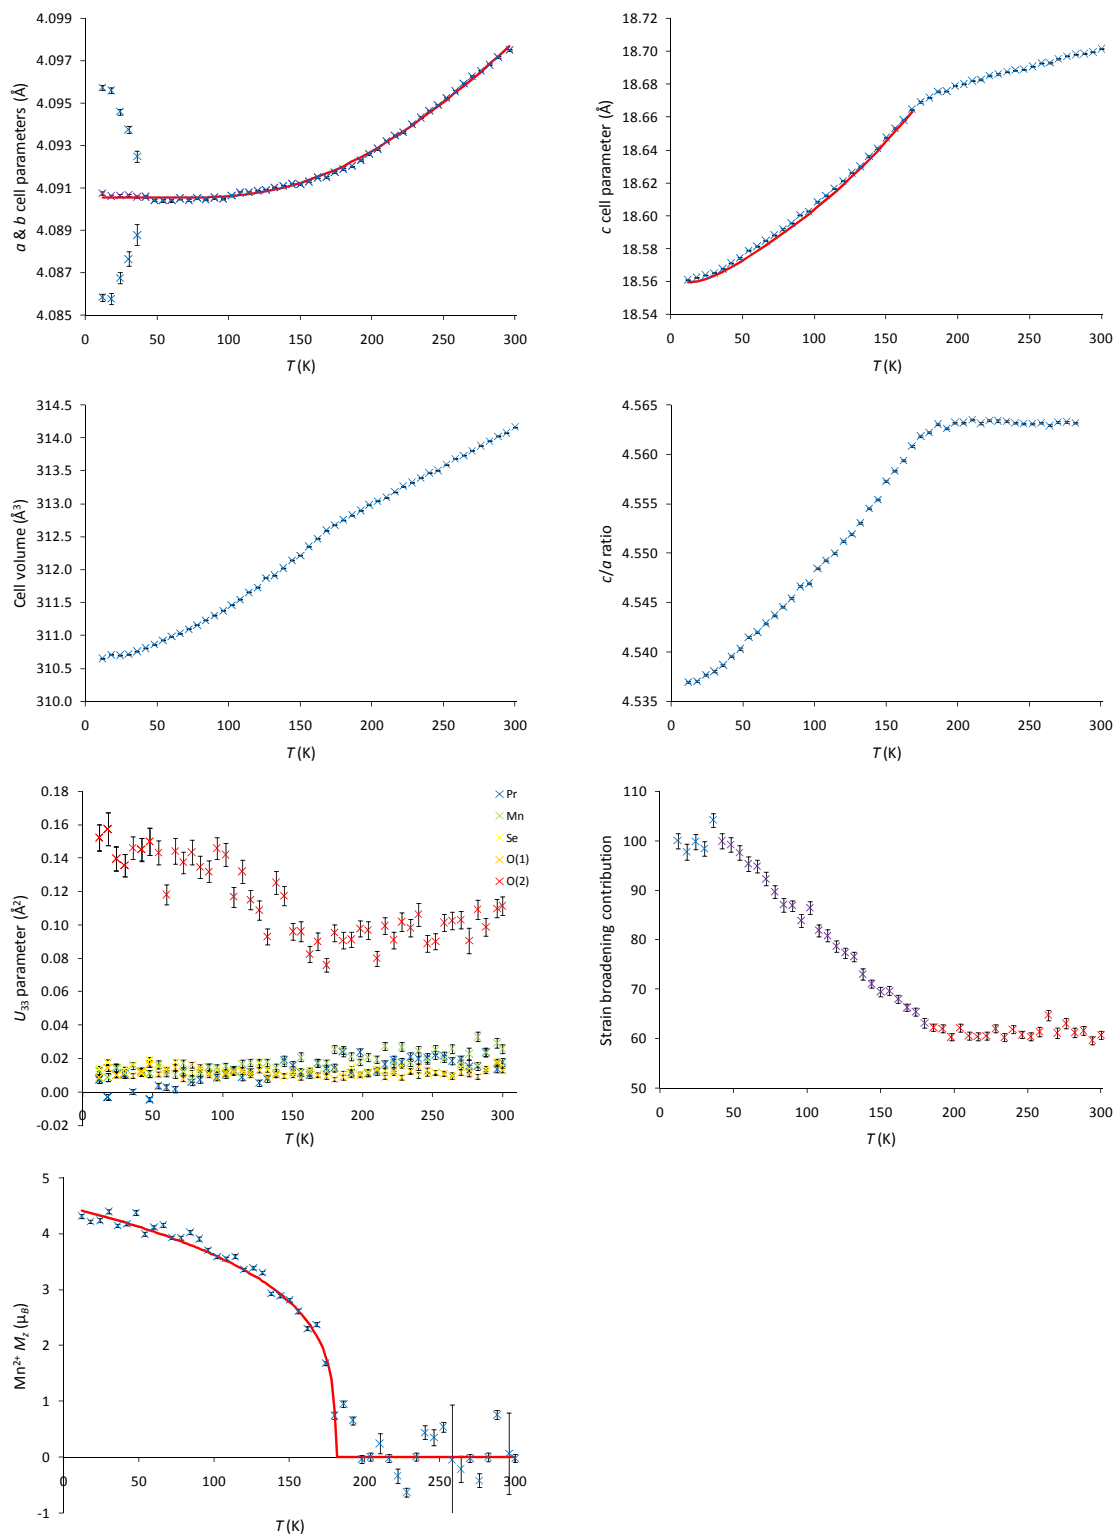 4.099
4.097
4.095
4.093
4.091
4.089
4.087
4.085
a & b cell parameters (Å)
0 50 100 150 200 250 300
T (K)
18.72
18.70
18.68
18.66
18.64
18.62
18.60
18.58
18.56
18.54
c cell parameter (Å)
0 50 100 150 200 250 300
T (K)
314.5
314.0
313.5
313.0
312.5
312.0
311.5
311.0
310.5
310.0
Cell volume (Å³)
0 50 100 150 200 250 300
T (K)
4.565
4.560
4.555
4.550
4.545
4.540
4.535
c/a ratio
0 50 100 150 200 250 300
T (K)
0.18
0.16
0.14
0.12
0.10
0.08
0.06
0.04
0.02
0.00
-0.02
U₃₃ parameter (Å²)
Pr
Mn
Se
O(1)
O(2)
0 50 100 150 200 250 300
T (K)
110
100
90
80
70
60
50
Strain broadening contribution
0 50 100 150 200 250 300
T (K)
5
4
3
2
1
0
-1
Mn²⁺ M_z (μ_B)
0 50 100 150 200 250 300
T (K)